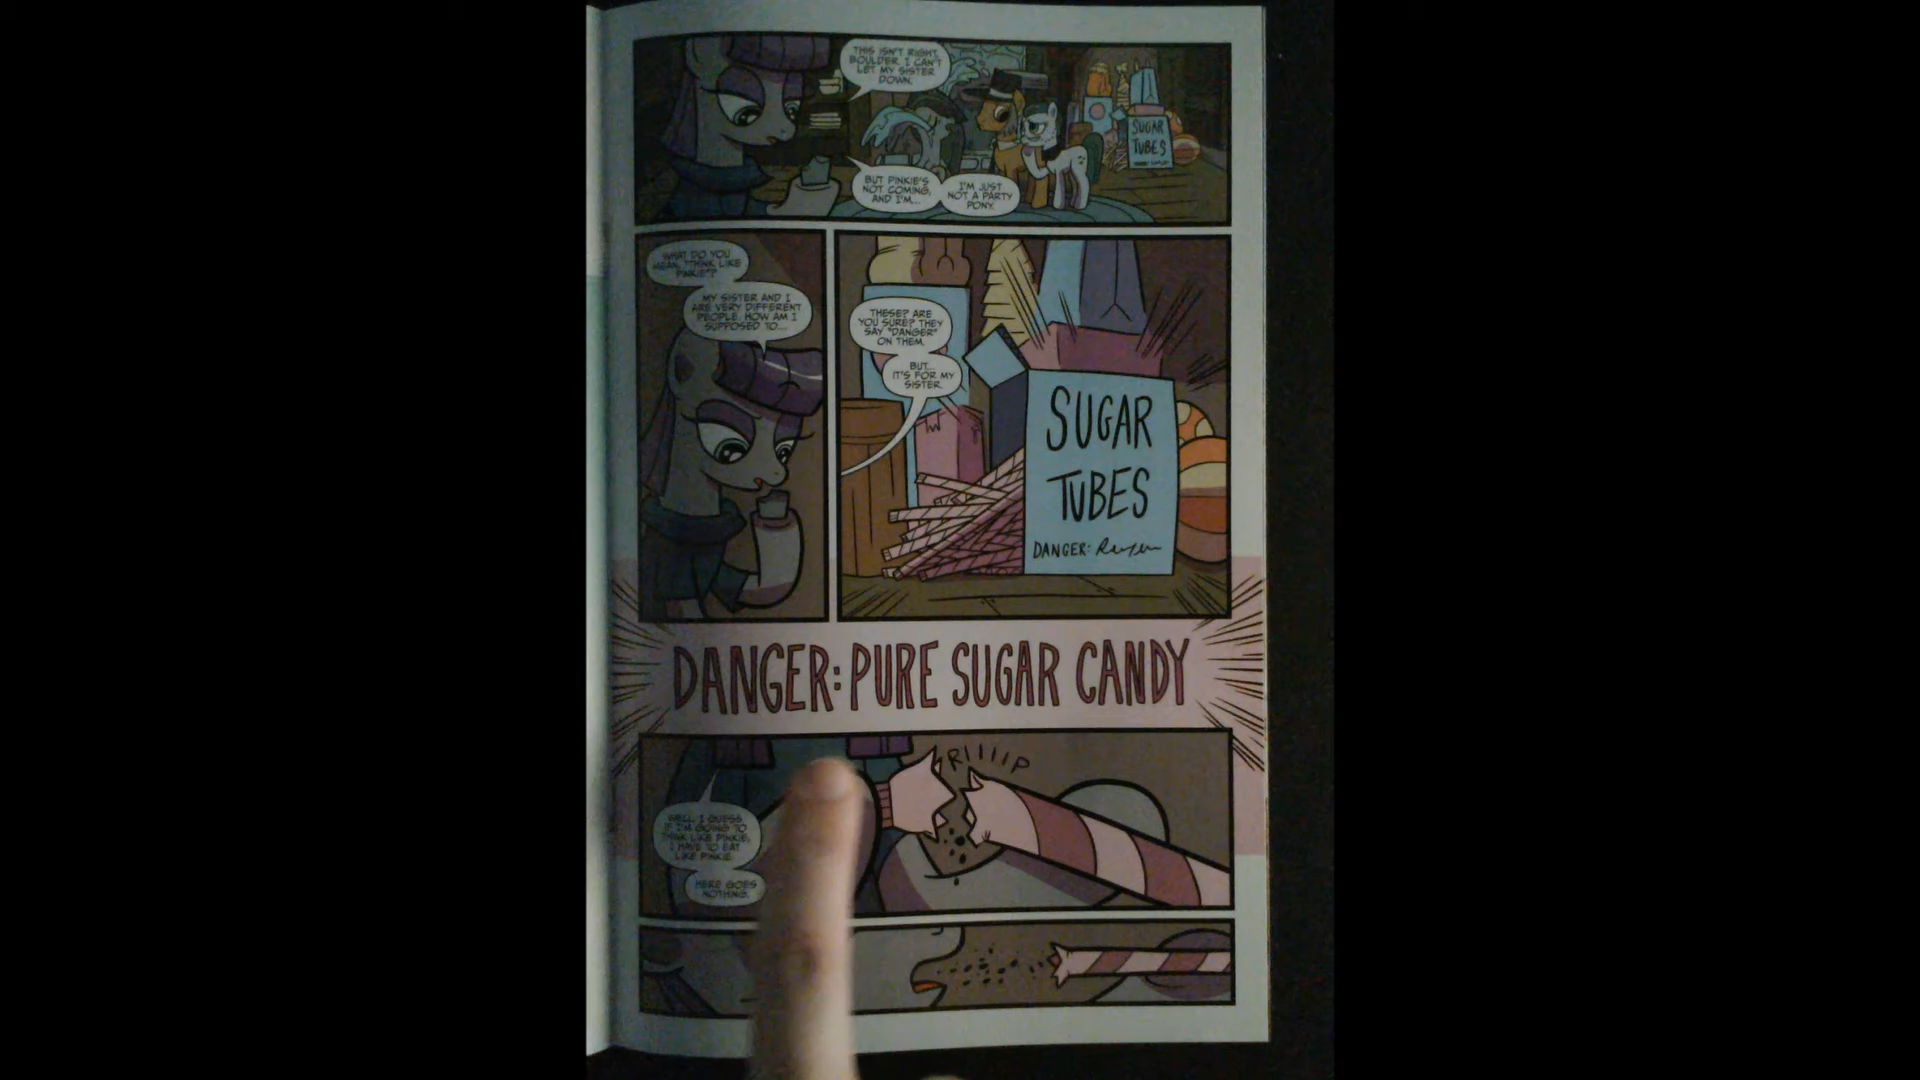 THIS ISN'T RIGHT,
BOULDER. I CAN'T
LET MY SISTER
DOWN.
BUT PINKIE'S
NOT COMING,
AND I'M...
I'M JUST
NOT A PARTY
PONY.
SUGAR
TUBES
WHAT DO YOU
MEAN, "THINK LIKE
PINKIE"?
MY SISTER AND I
ARE VERY DIFFERENT
PEOPLE. HOW AM I
SUPPOSED TO...
THESE? ARE
YOU SURE? THEY
SAY "DANGER"
ON THEM.
BUT...
IT'S FOR MY
SISTER.
SUGAR
TUBES
DANGER:
DANGER: PURE SUGAR CANDY
RIIIIP
WELL, I GUESS
IF I'M GOING TO
THINK LIKE PINKIE,
I HAVE TO EAT
LIKE PINKIE.
HERE GOES
NOTHING.